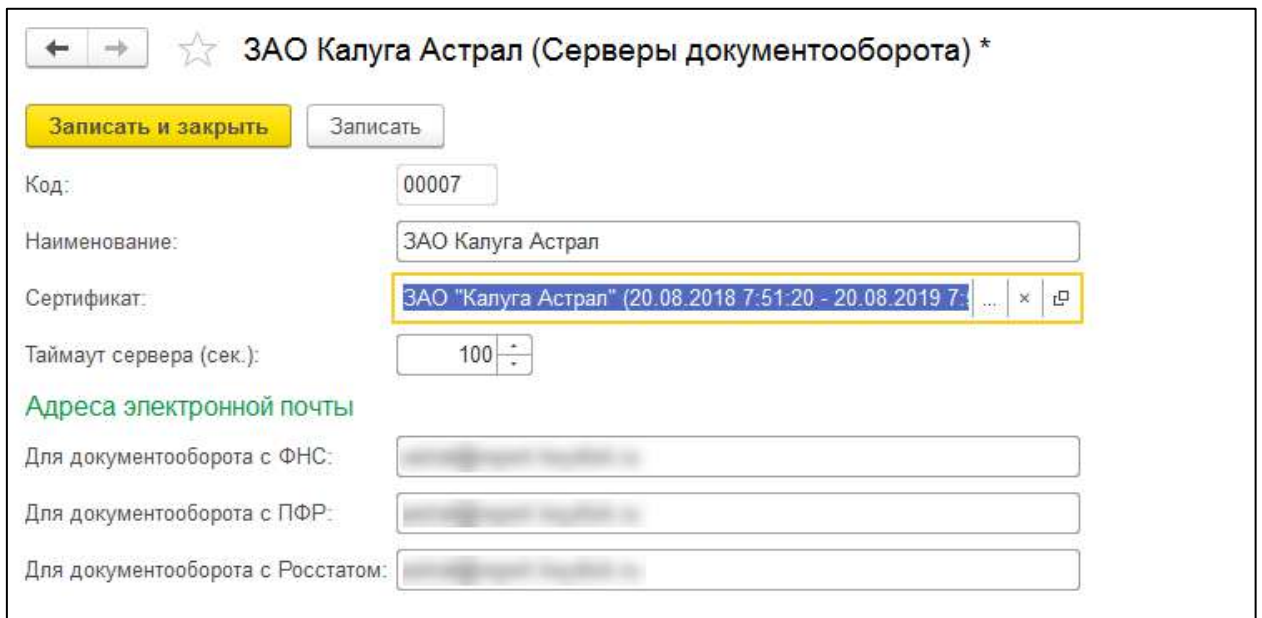 ЗАО Калуга Астрал (Серверы документооборота) *
Записать и закрыть Записать
Код: 00007
Наименование: ЗАО Калуга Астрал
Сертификат: ЗАО "Калуга Астрал" (20.08.2018 7:51:20 - 20.08.2019 7: ... ×
Таймаут сервера (сек.): 100
Адреса электронной почты
Для документооборота с ФНС:
Для документооборота с ПФР:
Для документооборота с Росстатом: